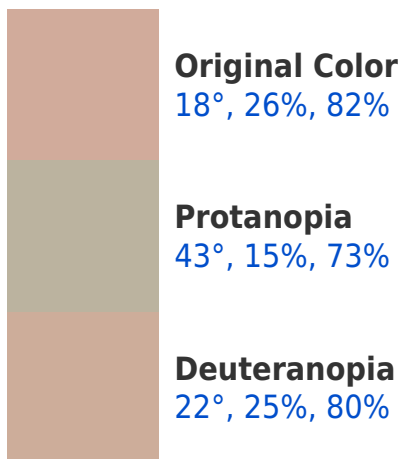 Original Color
18°, 26%, 82%
Protanopia
43°, 15%, 73%
Deuteranopia
22°, 25%, 80%